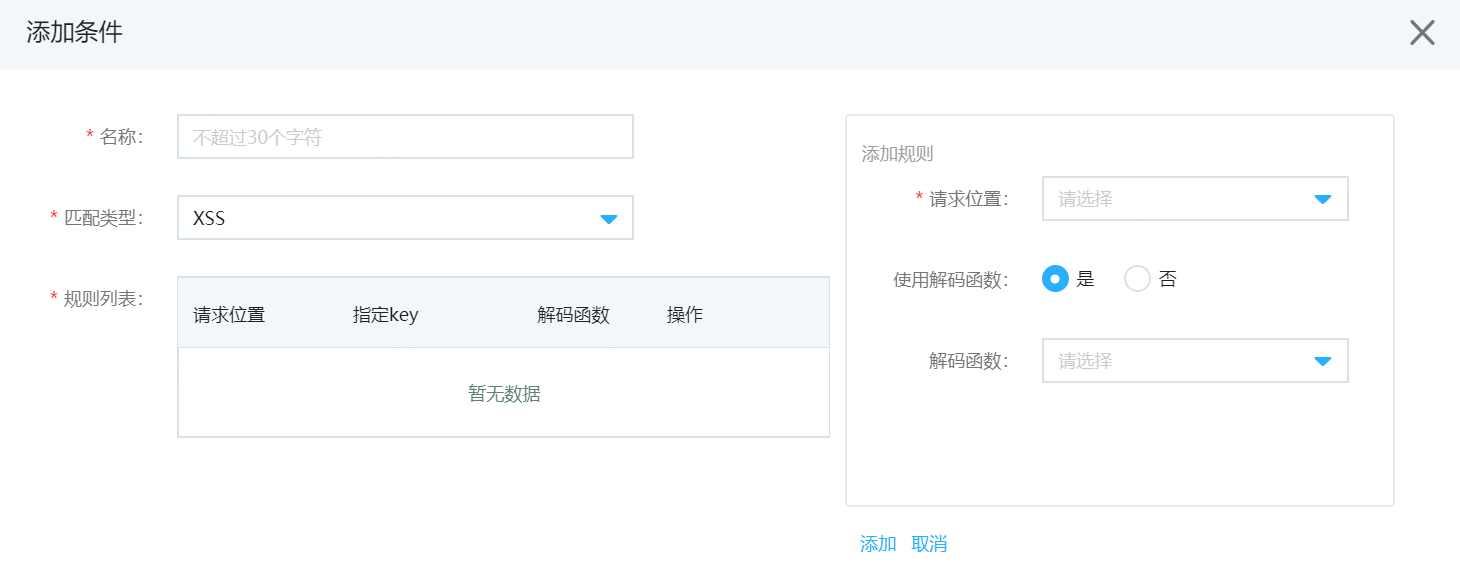 添加条件
* 名称：
不超过30个字符
* 匹配类型：
XSS
* 规则列表：
请求位置 指定key 解码函数 操作
暂无数据
添加规则
* 请求位置：
请选择
使用解码函数：
是 否
解码函数：
请选择
添加 取消